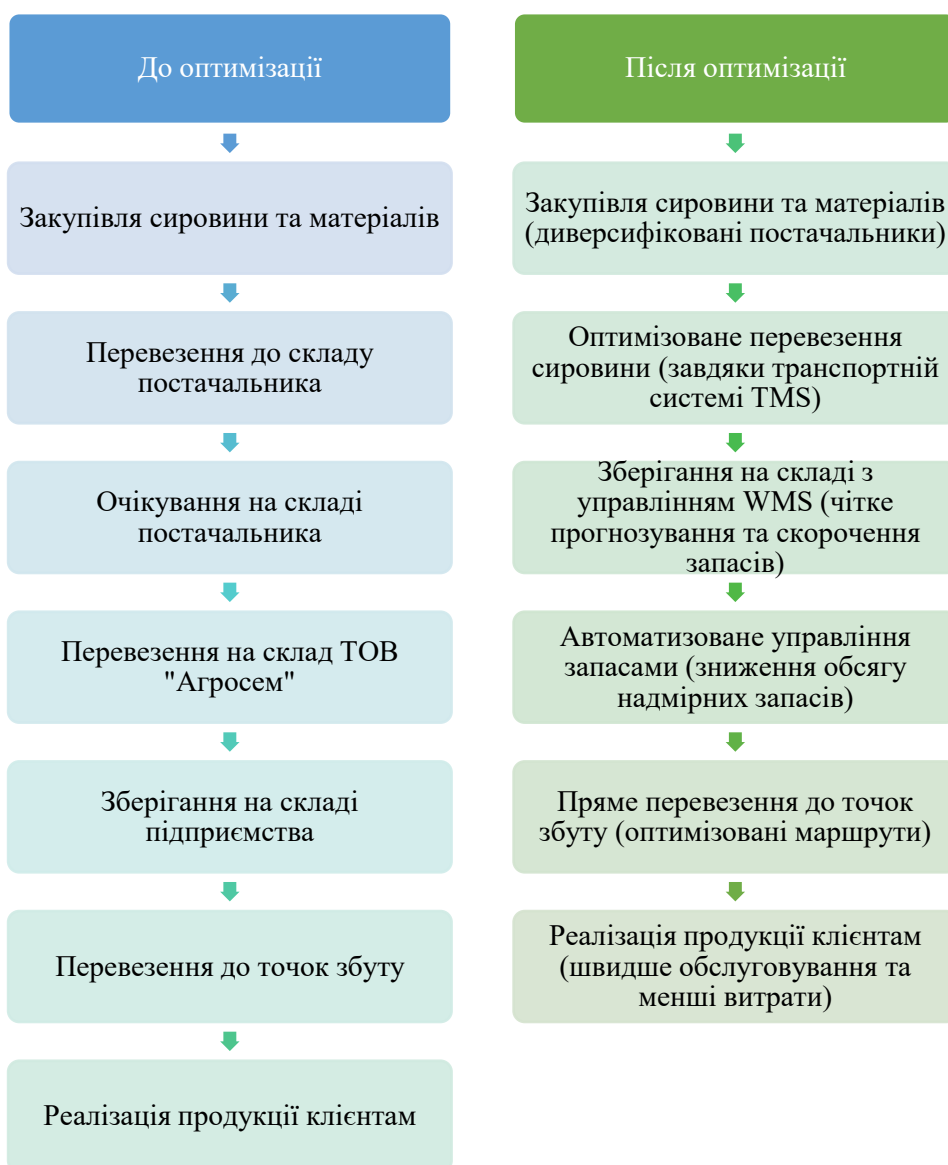 До оптимізації
Закупівля сировини та матеріалів
Перевезення до складу
постачальника
Очікування на складі
постачальника
Перевезення на склад ТОВ
"Агросем"
Зберігання на складі
підприємства
Перевезення до точок збуту
Реалізація продукції клієнтам
Після оптимізації
Закупівля сировини та матеріалів
(диверсифіковані постачальники)
Оптимізоване перевезення
сировини (завдяки транспортній
системі TMS)
Зберігання на складі з
управлінням WMS (чітке
прогнозування та скорочення
запасів)
Автоматизоване управління
запасами (зниження обсягу
надмірних запасів)
Пряме перевезення до точок
збуту (оптимізовані маршрути)
Реалізація продукції клієнтам
(швидше обслуговування та
менші витрати)